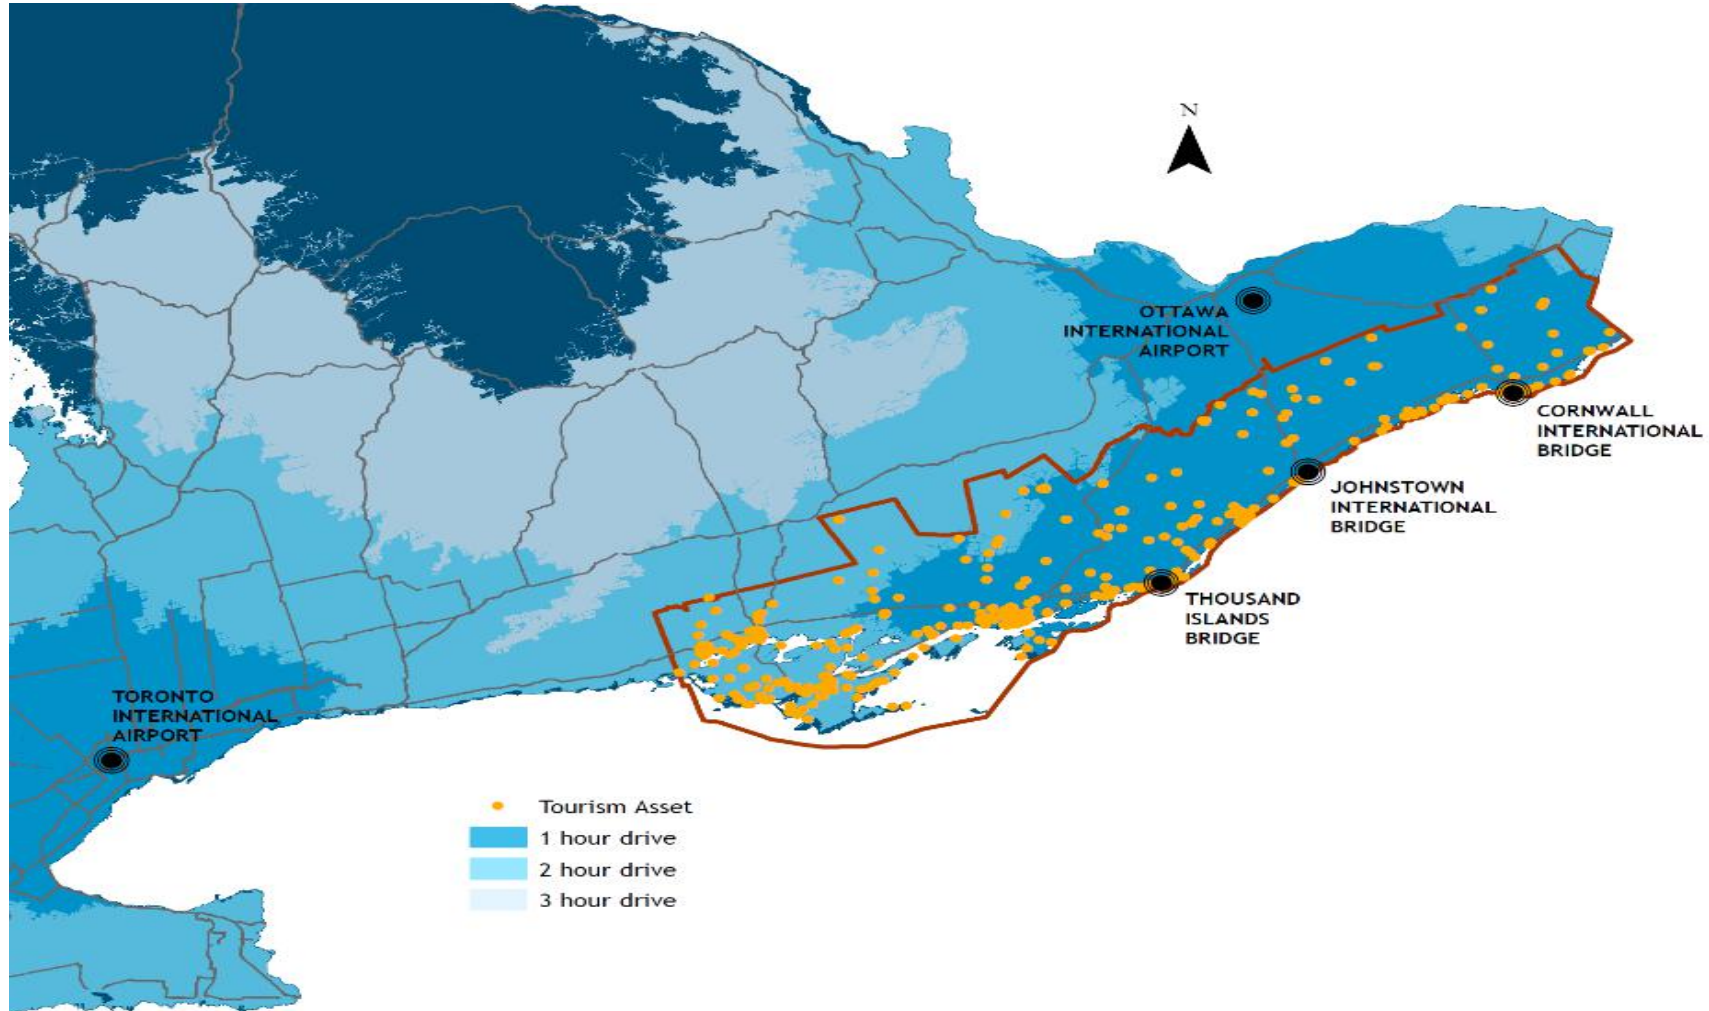 N
OTTAWA
INTERNATIONAL
AIRPORT
CORNWALL
INTERNATIONAL
BRIDGE
JOHNSTOWN
INTERNATIONAL
BRIDGE
THOUSAND
ISLANDS
BRIDGE
TORONTO
INTERNATIONAL
AIRPORT
Tourism Asset
1 hour drive
2 hour drive
3 hour drive